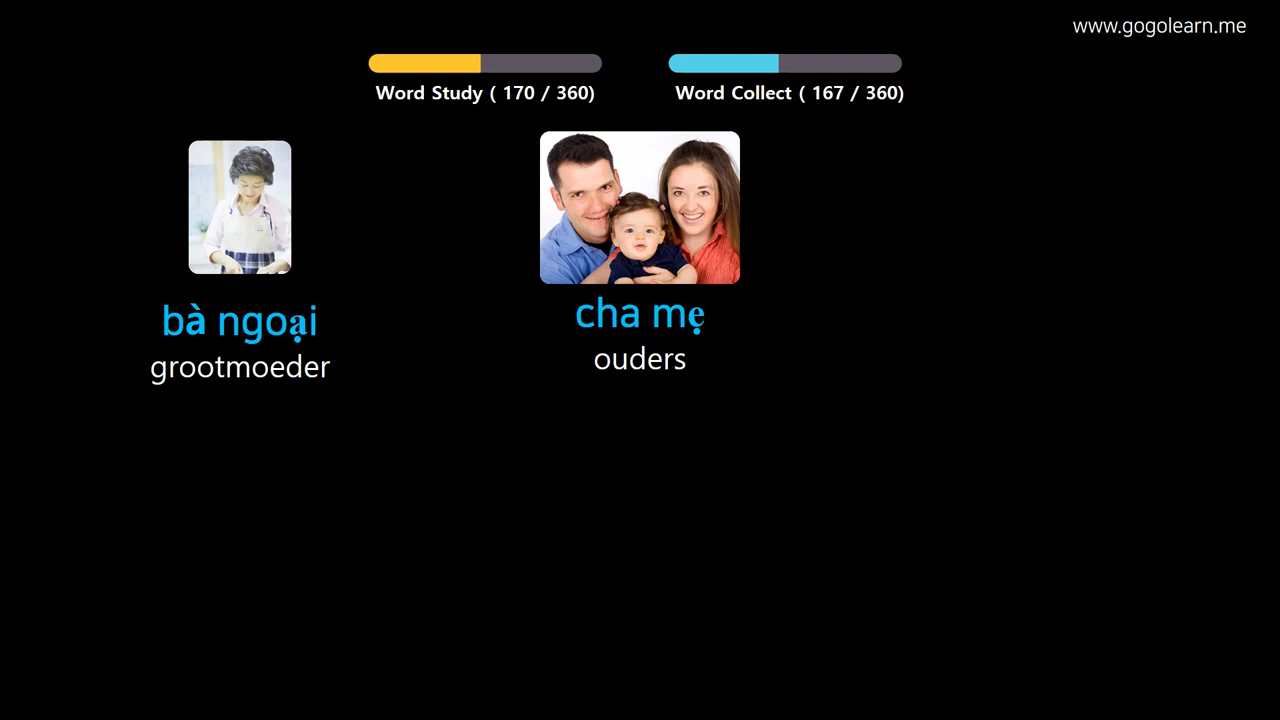 www.gogolearn.me
Word Study ( 170 / 360)
Word Collect ( 167 / 360)
bà ngoại
grootmoeder
cha mẹ
ouders